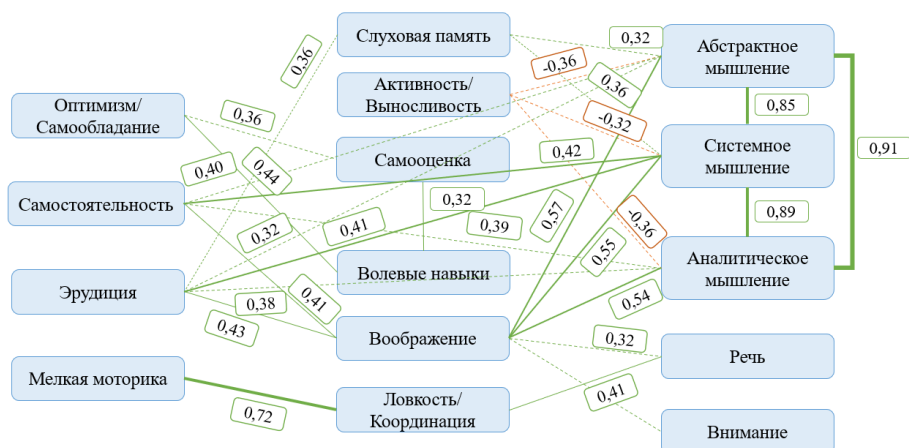 Слуховая память
0,32
Абстрактное
мышление
0,36
-0,36
Активность/
Выносливость
0,36
Оптимизм/
Самообладание
0,36
-0,32
0,85
Самооценка
0,42
Системное
мышление
0,91
0,40
0,44
Самостоятельность
0,32
0,57
0,32
0,41
0,39
-0,36
0,89
Эрудиция
Волевые навыки
0,55
Аналитическое
мышление
0,38
0,41
0,54
0,43
Воображение
0,32
Речь
Мелкая моторика
0,72
Ловкость/
Координация
0,41
Внимание